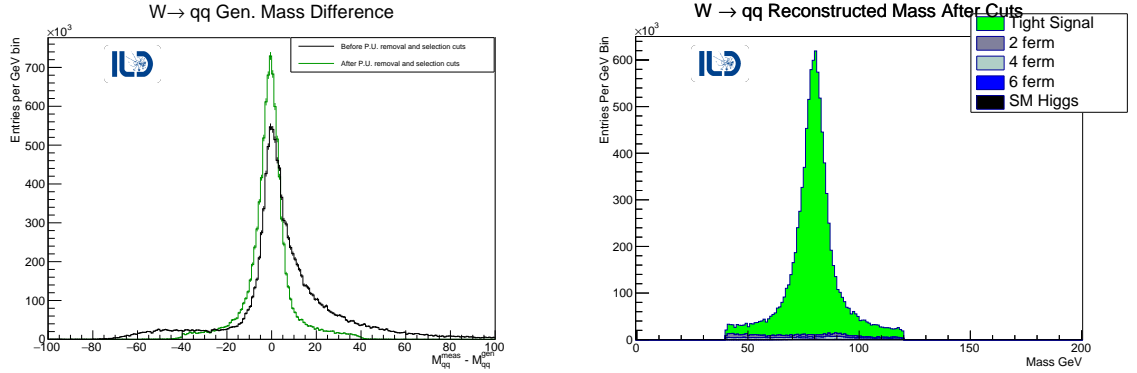 W→ qq Gen. Mass Difference
×10³
Entries per GeV Bin
ILD
Before P.U. removal and selection cuts
After P.U. removal and selection cuts
700
600
500
400
300
200
100
0
−100 −80 −60 −40 −20 0 20 40 60 80 100
M_qq^meas - M_qq^gen
W → qq Reconstructed Mass After Cuts
×10³
Entries Per GeV Bin
ILD
Tight Signal
2 ferm
4 ferm
6 ferm
SM Higgs
600
500
400
300
200
100
0
0 50 100 150 200
Mass GeV